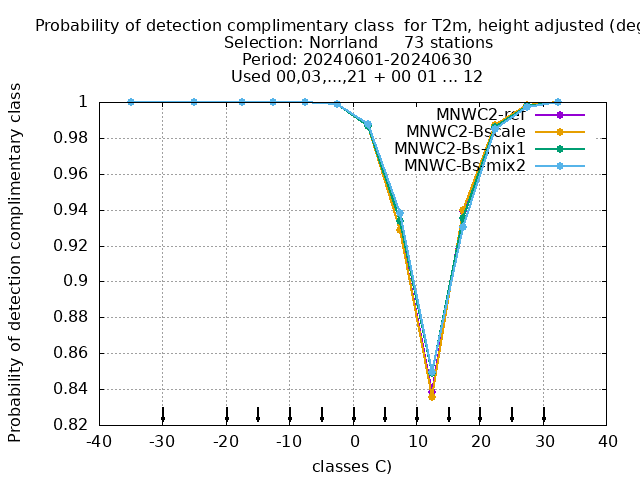 Probability of detection complimentary class for T2m, height adjusted (deg
Selection: Norrland 73 stations
Period: 20240601-20240630
Used 00,03,...,21 + 00 01 ... 12
Probability of detection complimentary class
1
0.98
0.96
0.94
0.92
0.9
0.88
0.86
0.84
0.82
MNWC2-ref
MNWC2-Bscale
MNWC2-Bs-mix1
MNWC-Bs-mix2
-40
-30
-20
-10
0
10
20
30
40
classes C)